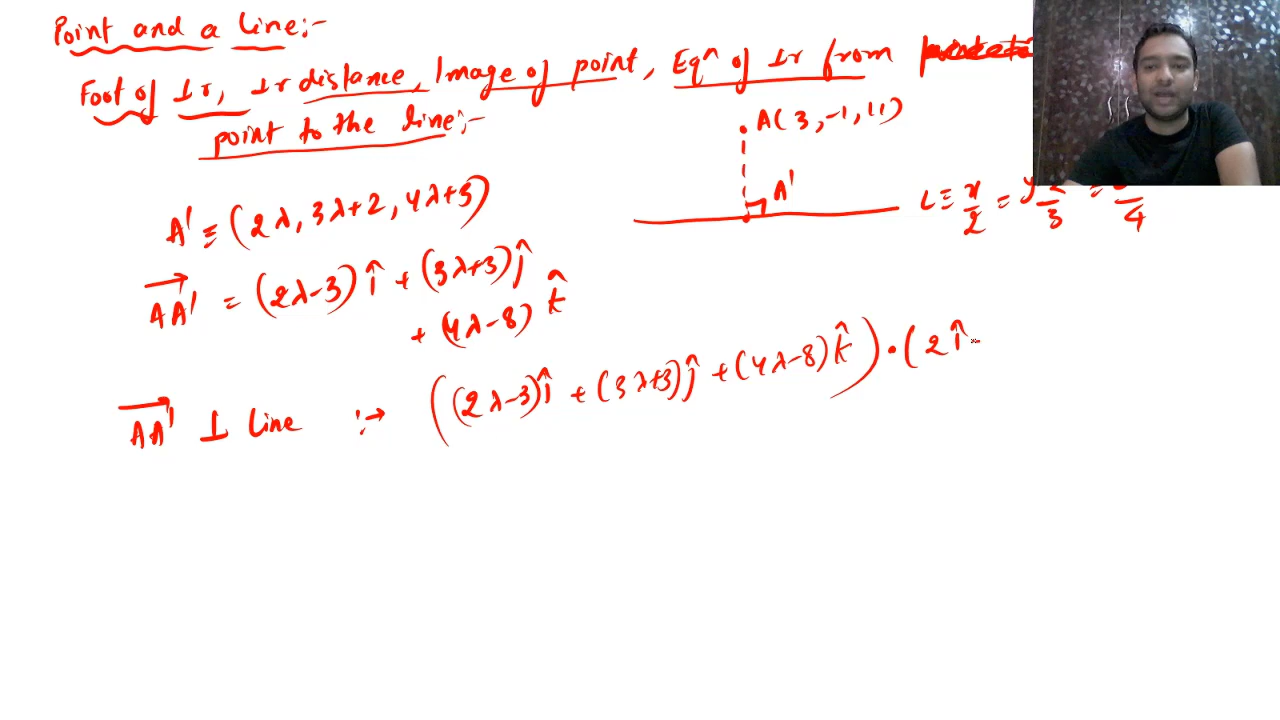 Point and a line:-
Foot of ⊥r, ⊥r distance, Image of point, Eqⁿ of ⊥r from
point to the line:-
A(3,-1,11)
A'
L ≡ x/2 = /3 = /4
A' ≡ (2λ, 3λ+2, 4λ+3)
AA' = (2λ-3) î + (3λ+3) ĵ
+ (4λ-8) k̂
AA' ⊥ line :→ ((2λ-3)î + (3λ+3)ĵ + (4λ-8)k̂) · (2î